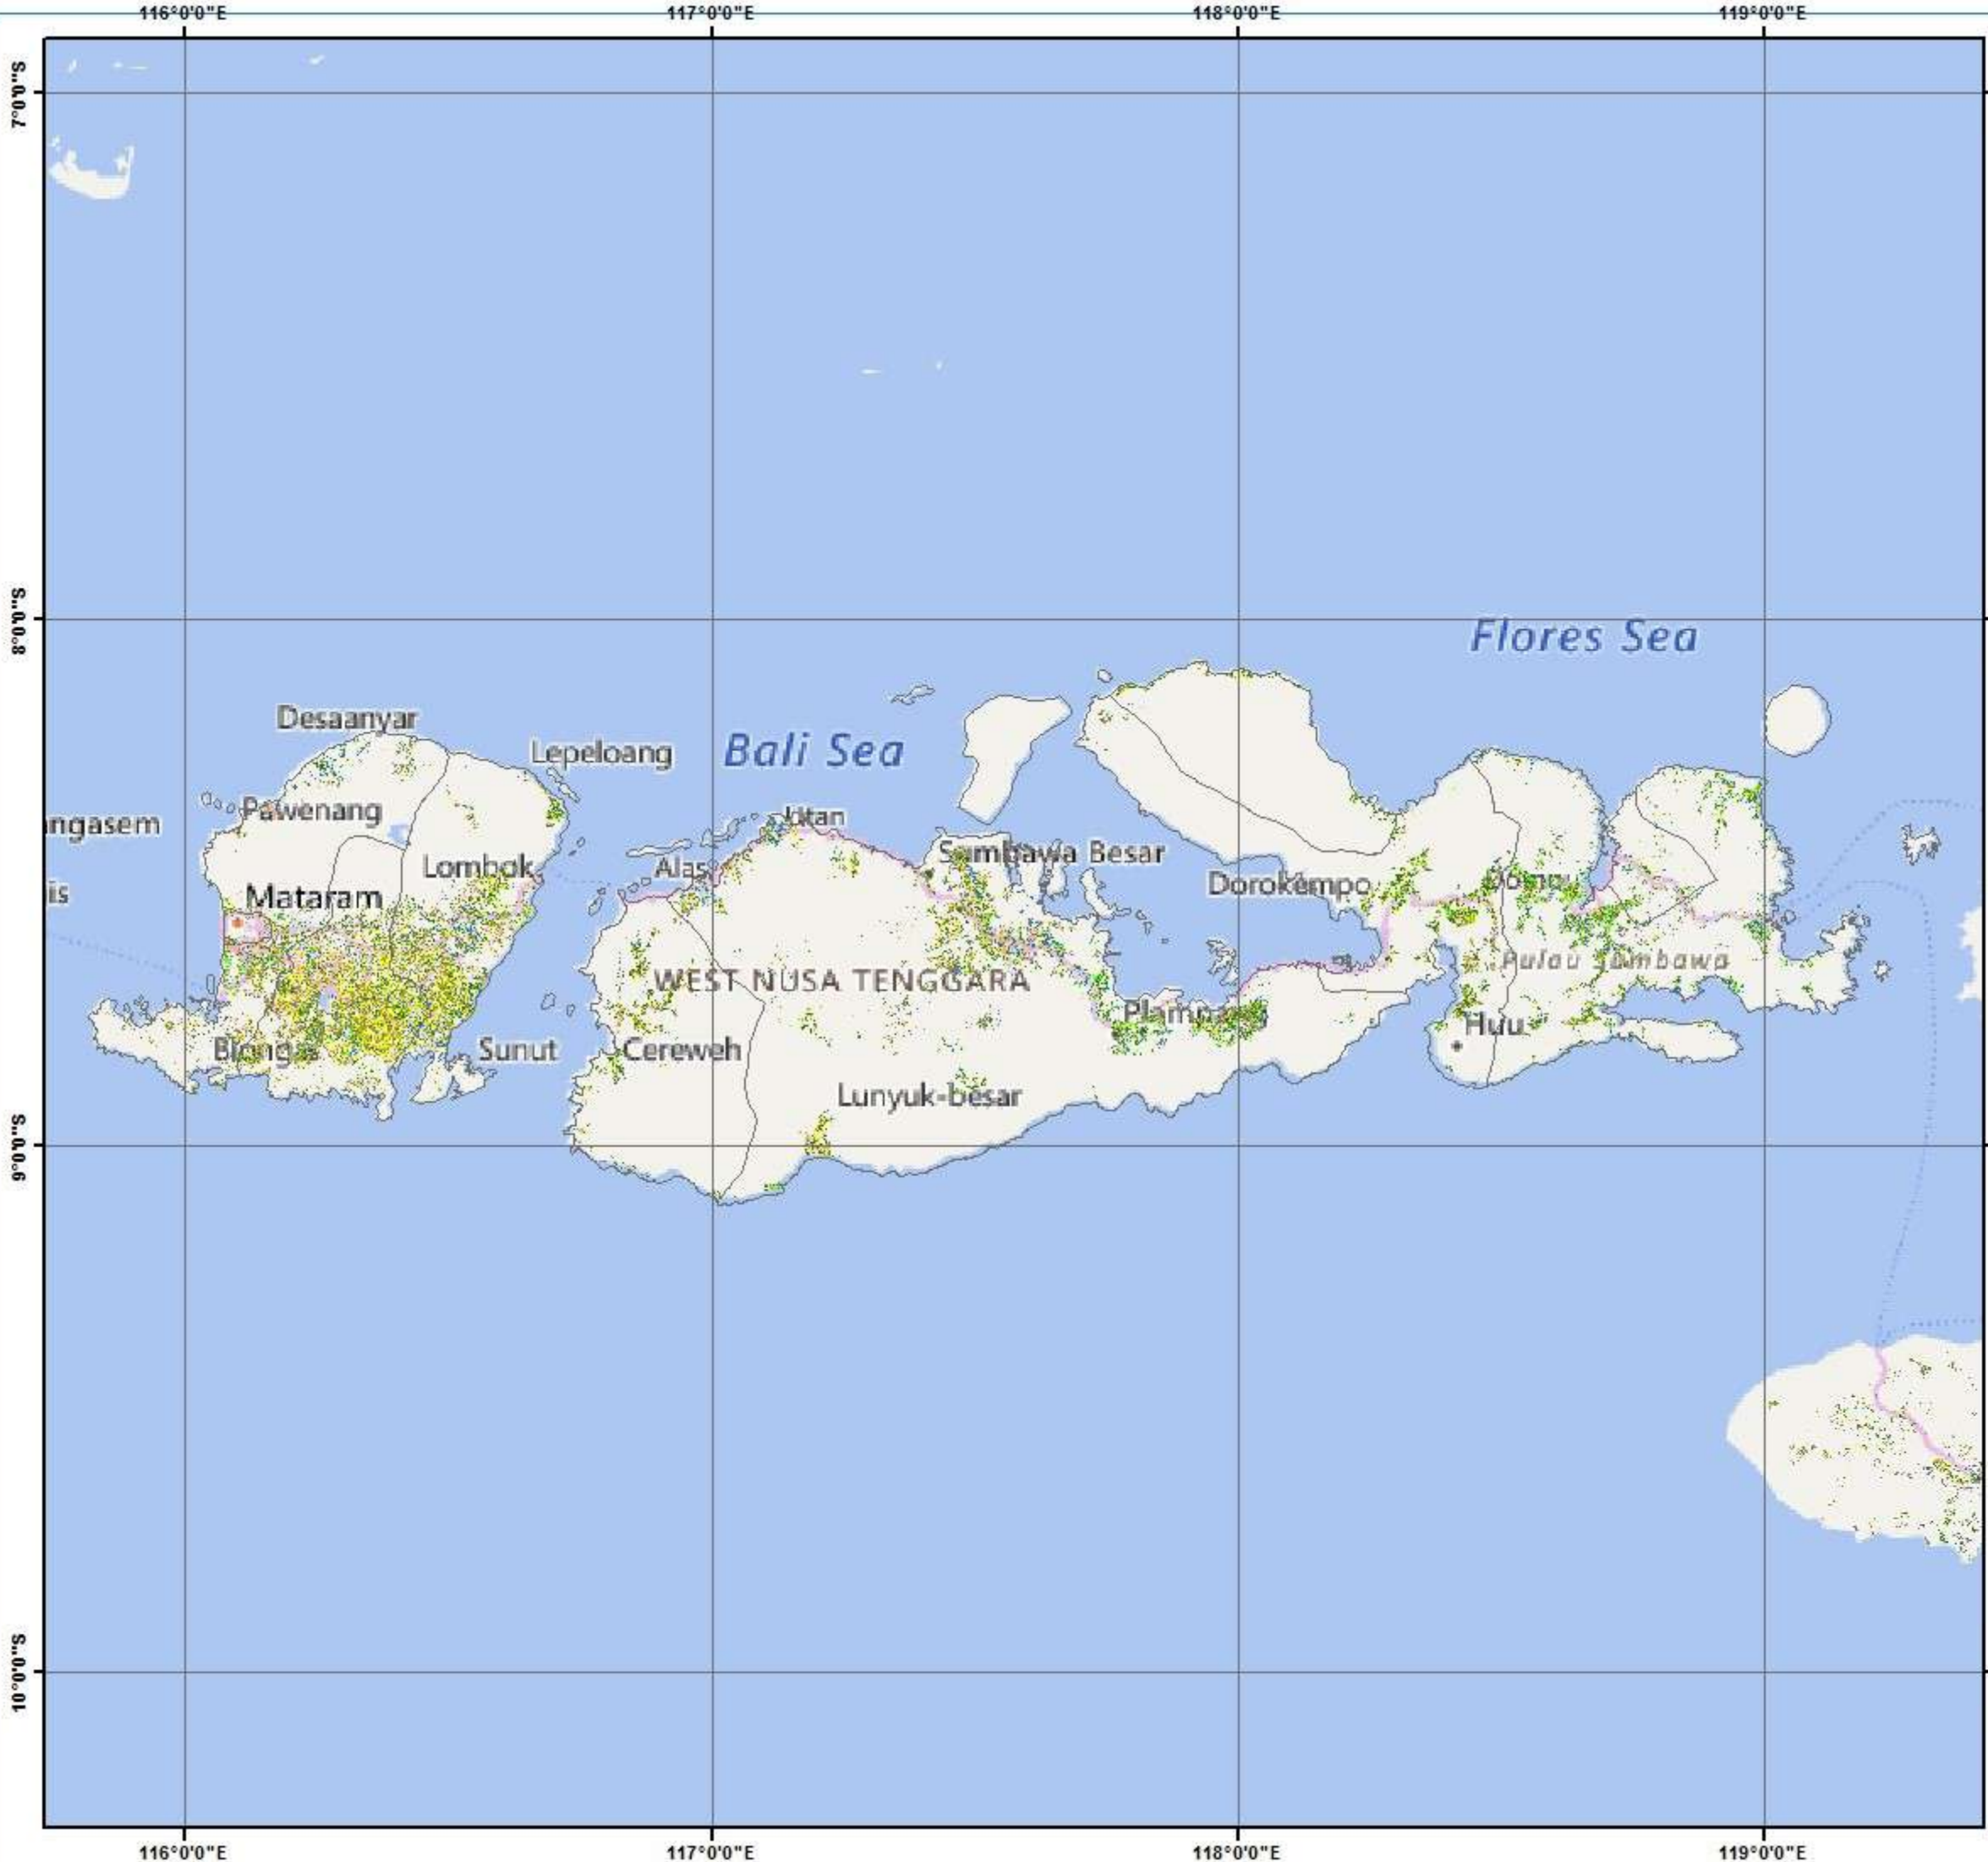 116°0'0"E 117°0'0"E 118°0'0"E 119°0'0"E
7°0'0"S
8°0'0"S
Flores Sea
Desaanyar
Lepeloang
Bali Sea
Pawenang
Utan
ngasem
Sumbawa Besar
Lombok
Alas
Dorokempo
is
Mataram
WEST NUSA TENGGARA
Pulau Sumbawa
Huu
Sunut
Cereweh
Lunyuk-besar
9°0'0"S
10°0'0"S
116°0'0"E 117°0'0"E 118°0'0"E 119°0'0"E